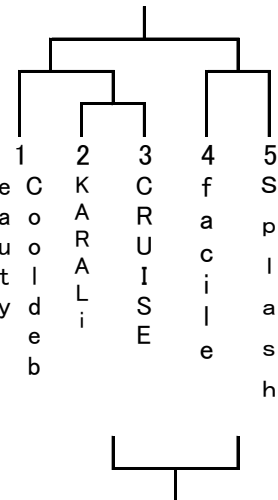 1
Cooldeb
eauty
2
KARALi
3
CRUISE
4
facile
5
Splash